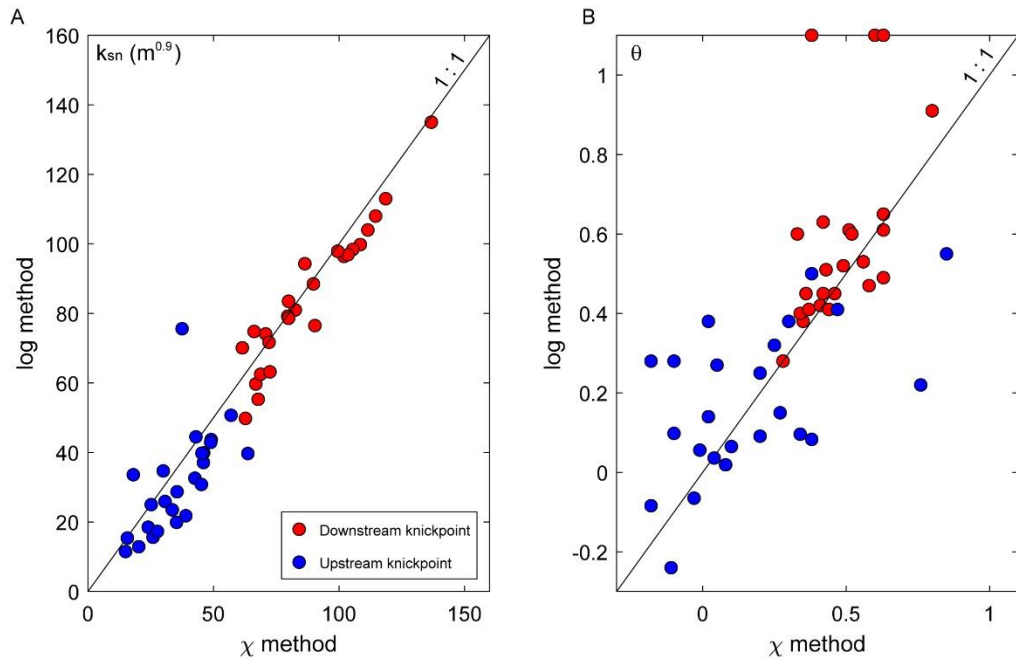 A
kₛₙ (m⁰·⁹)
1 : 1
160
140
120
100
80
60
40
20
0
log method
0
50
100
150
χ method
Downstream knickpoint
Upstream knickpoint
B
θ
1 : 1
1
0.8
0.6
0.4
0.2
0
-0.2
log method
0
0.5
1
χ method